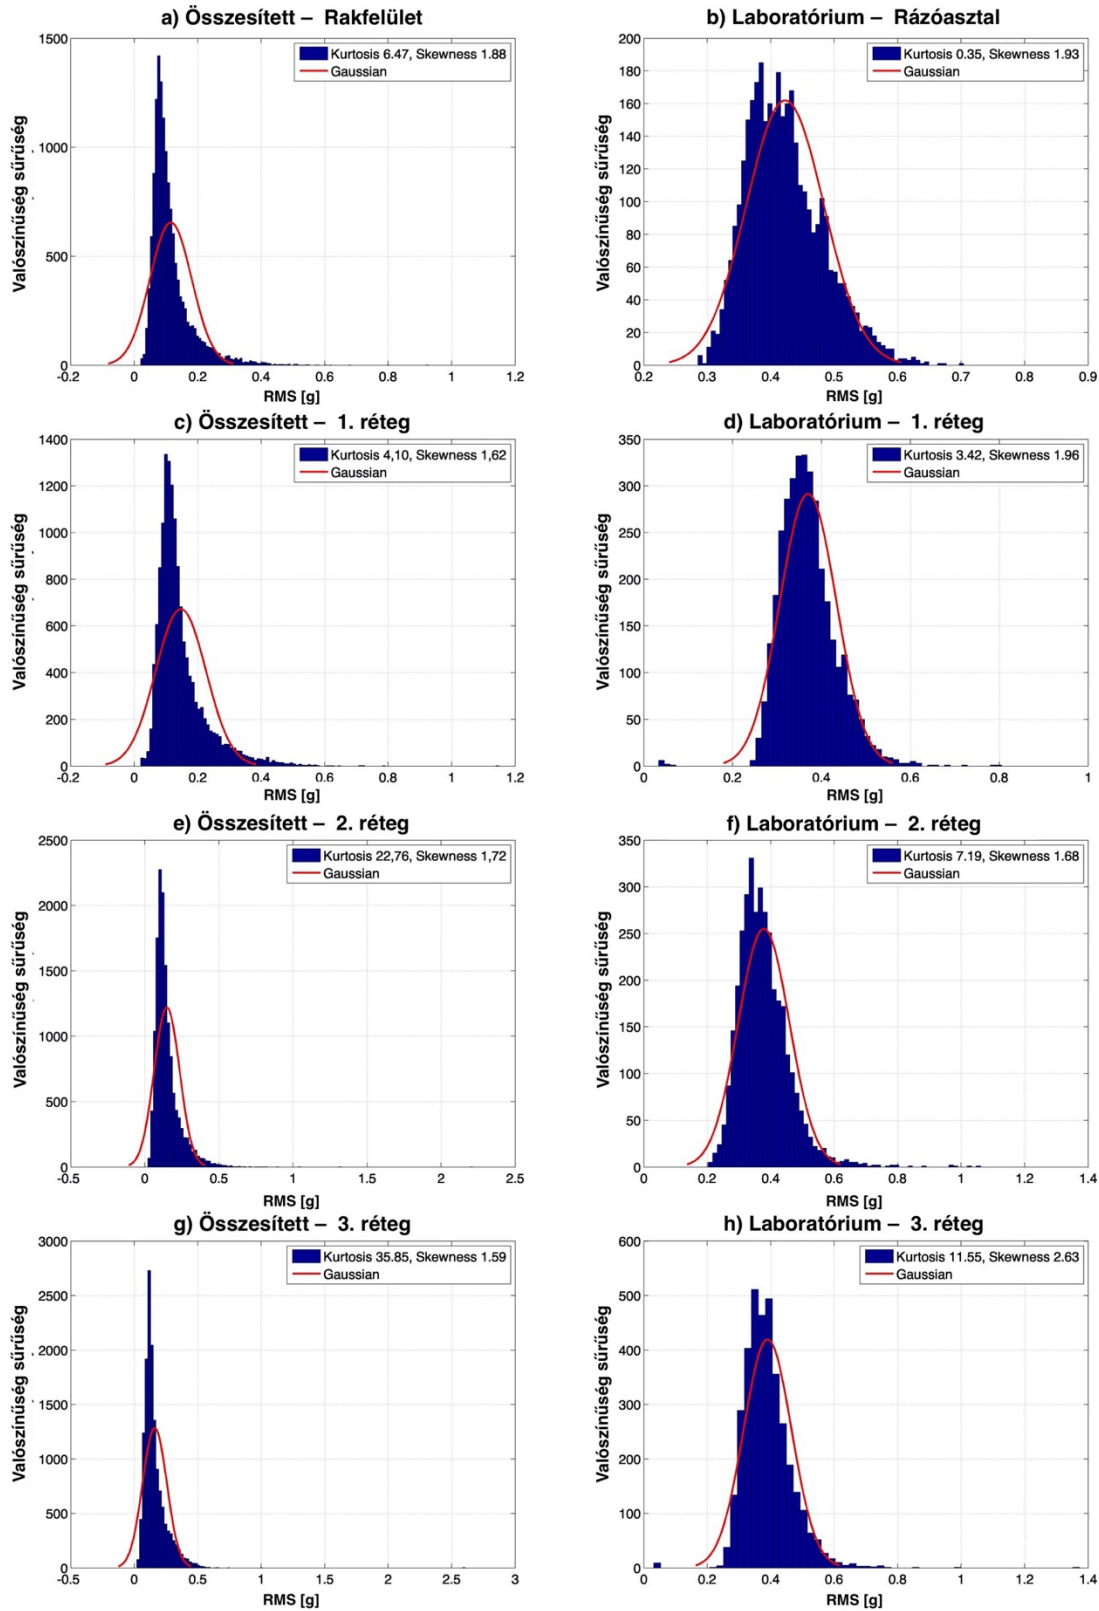 a) Összesített – Rakfelület
Valószínűség sűrűség
1500
1000
500
0
Kurtosis 6.47, Skewness 1.88
Gaussian
-0.2 0 0.2 0.4 0.6 0.8 1 1.2
RMS [g]
b) Laboratórium – Rázóasztal
Valószínűség sűrűség
200
180
160
140
120
100
80
60
40
20
0
Kurtosis 0.35, Skewness 1.93
Gaussian
0.2 0.3 0.4 0.5 0.6 0.7 0.8 0.9
RMS [g]
c) Összesített – 1. réteg
Valószínűség sűrűség
1400
1200
1000
800
600
400
200
0
Kurtosis 4,10, Skewness 1,62
Gaussian
-0.2 0 0.2 0.4 0.6 0.8 1 1.2
RMS [g]
d) Laboratórium – 1. réteg
Valószínűség sűrűség
350
300
250
200
150
100
50
0
Kurtosis 3.42, Skewness 1.96
Gaussian
0 0.2 0.4 0.6 0.8 1
RMS [g]
e) Összesített – 2. réteg
Valószínűség sűrűség
2500
2000
1500
1000
500
0
Kurtosis 22,76, Skewness 1,72
Gaussian
-0.5 0 0.5 1 1.5 2 2.5
RMS [g]
f) Laboratórium – 2. réteg
Valószínűség sűrűség
350
300
250
200
150
100
50
0
Kurtosis 7.19, Skewness 1.68
Gaussian
0 0.2 0.4 0.6 0.8 1 1.2 1.4
RMS [g]
g) Összesített – 3. réteg
Valószínűség sűrűség
3000
2500
2000
1500
1000
500
0
Kurtosis 35.85, Skewness 1.59
Gaussian
-0.5 0 0.5 1 1.5 2 2.5 3
RMS [g]
h) Laboratórium – 3. réteg
Valószínűség sűrűség
600
500
400
300
200
100
0
Kurtosis 11.55, Skewness 2.63
Gaussian
0 0.2 0.4 0.6 0.8 1 1.2 1.4
RMS [g]